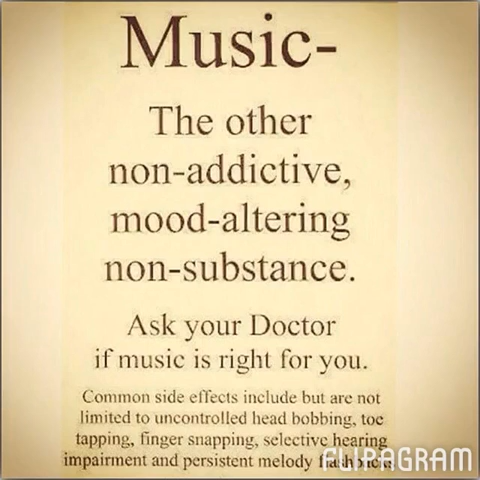 Music-
The other
non-addictive,
mood-altering
non-substance.
Ask your Doctor
if music is right for you.
Common side effects include but are not
limited to uncontrolled head bobbing, toe
tapping, finger snapping, selective hearing
impairment and persistent melody
FLIPAGRAM